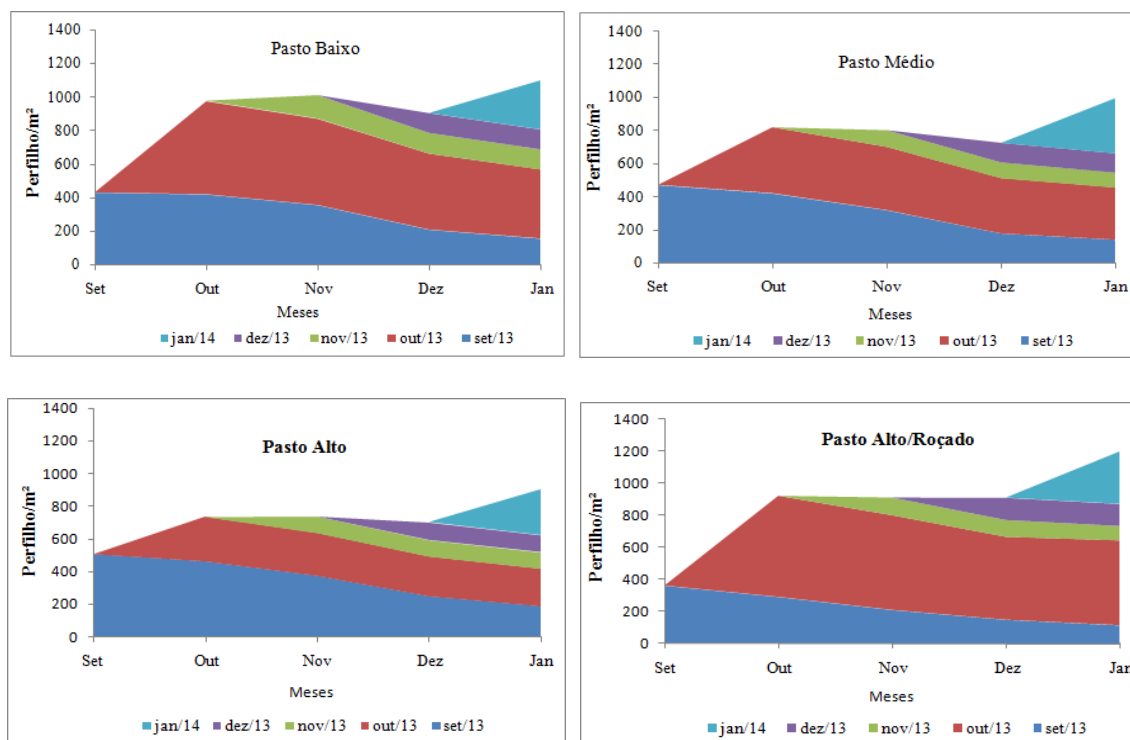 Pasto Baixo
Perfilho/m²
1400
1200
1000
800
600
400
200
0
Set Out Nov Dez Jan
Meses
jan/14 dez/13 nov/13 out/13 set/13
Pasto Médio
Perfilho/m²
1400
1200
1000
800
600
400
200
0
Set Out Nov Dez Jan
Meses
jan/14 dez/13 nov/13 out/13 set/13
Pasto Alto
Perfilho/m²
1400
1200
1000
800
600
400
200
0
Set Out Nov Dez Jan
Meses
jan/14 dez/13 nov/13 out/13 set/13
Pasto Alto/Roçado
Perfilho/m²
1400
1200
1000
800
600
400
200
0
Set Out Nov Dez Jan
Meses
jan/14 dez/13 nov/13 out/13 set/13